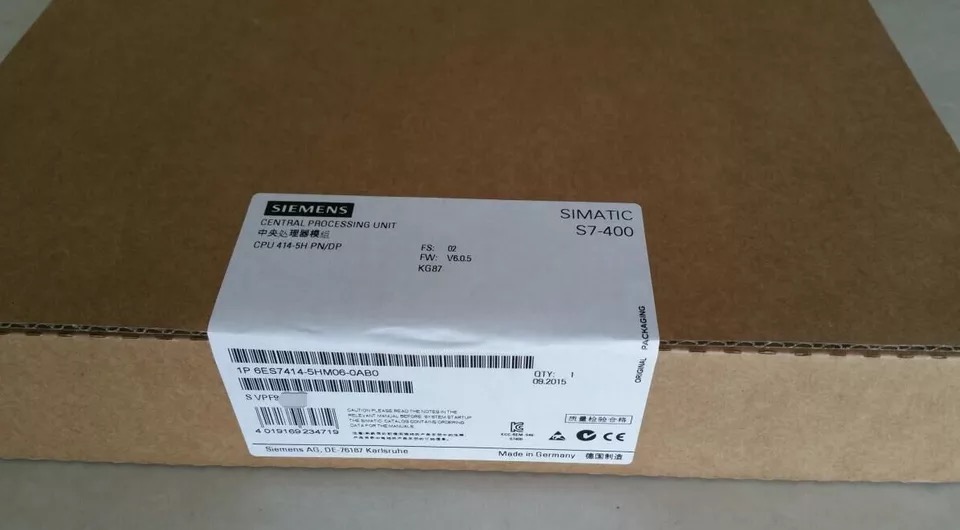 SIEMENS
CENTRAL PROCESSING UNIT
中央处理器模组
CPU 414-5H PN/DP
FS: 02
FW: V6.0.5
KG87
SIMATIC
S7-400
ORIGINAL PACKAGING
1P 6ES7414-5HM06-0AB0
QTY: 1
09.2015
S VPF
CAUTION PLEASE READ THE NOTES IN THE
RELEVANT MANUAL BEFORE SYSTEM STARTUP
THE SIMATIC CATALOG CONTAINS ORDERING
DATA FOR THE MANUALS
4 019169 234719
质量检验合格
CE
Siemens AG, DE-76187 Karlsruhe
Made in Germany 德国制造